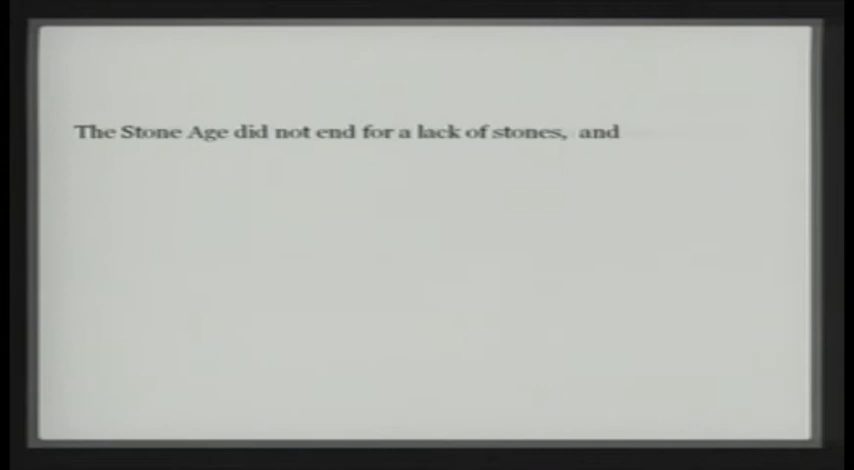 The Stone Age did not end for a lack of stones, and